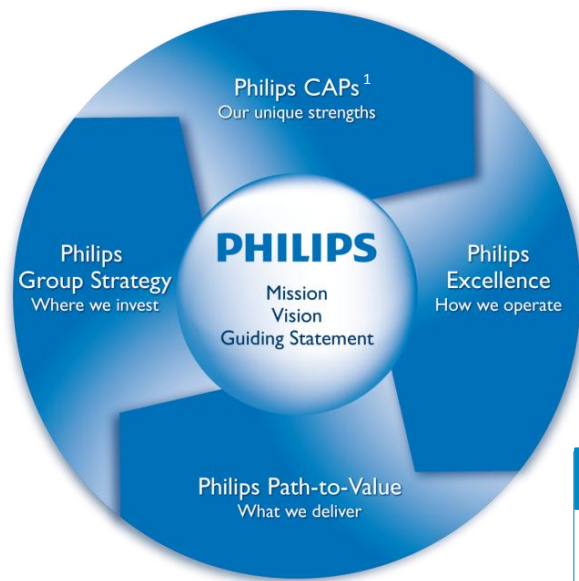 Philips CAPs¹
Our unique strengths
Philips
Group Strategy
Where we invest
PHILIPS
Mission
Vision
Guiding Statement
Philips
Excellence
How we operate
Philips Path-to-Value
What we deliver